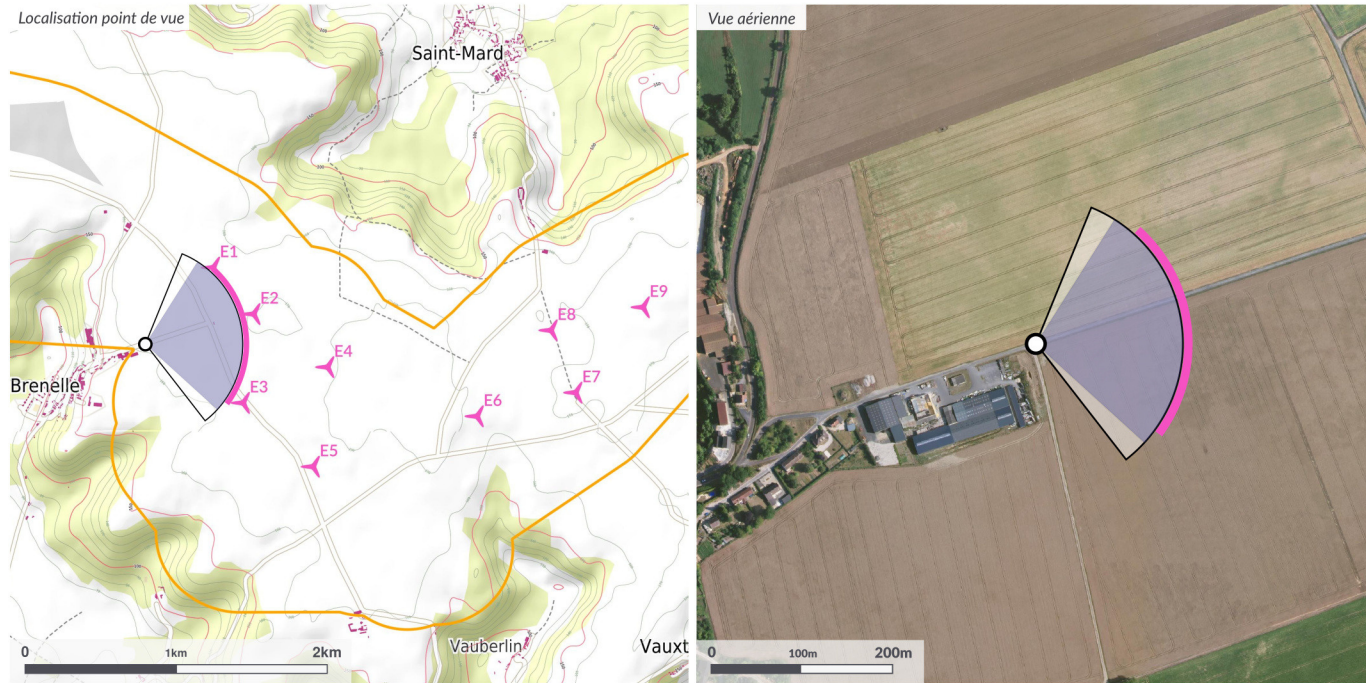 Localisation point de vue
Saint-Mard
E1
E2
E9
E8
E4
E3
E7
Brenelle
E6
E5
Vauberlin
Vauxt
0
1km
2km
Vue aérienne
0
100m
200m